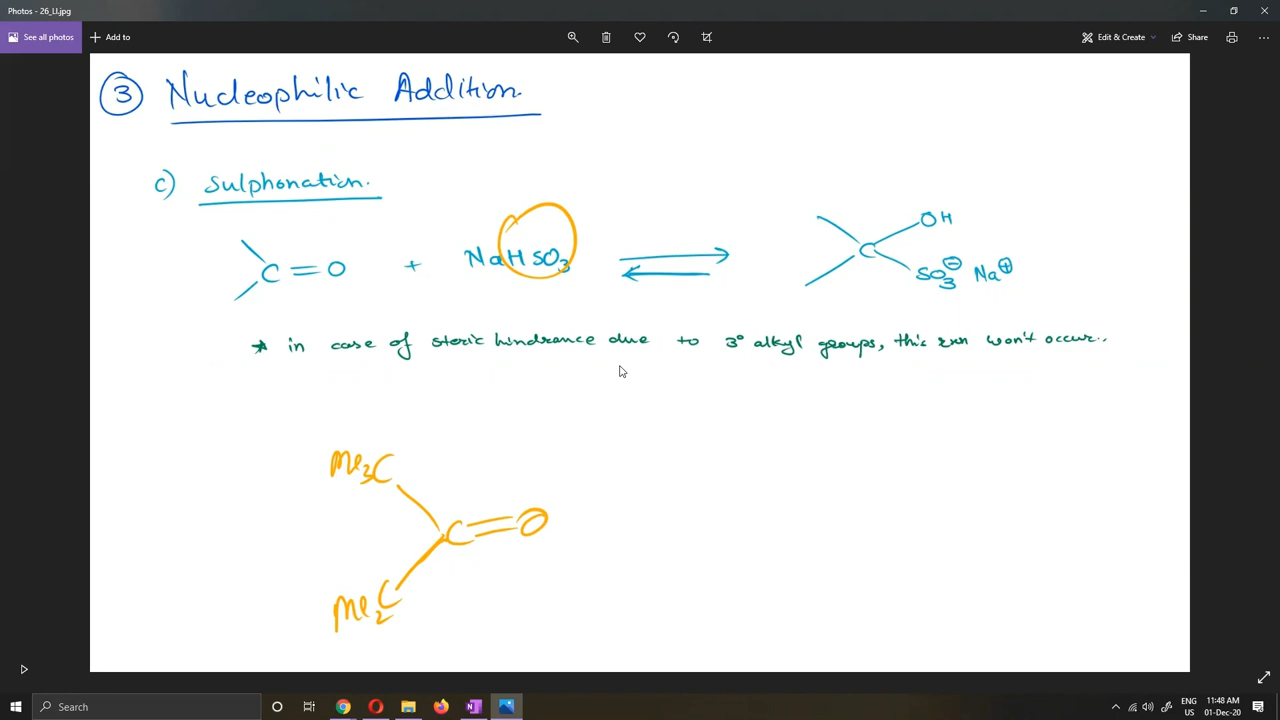 Photos - 26_LI.jpg
See all photos + Add to Edit & Create Share
③ Nucleophilic Addition.
c) Sulphonation.
C=O + NaHSO3 ⇌ C OH
SO3⊖ Na⊕
* in case of steric hindrance due to 3° alkyl groups, this rxn won't occur..
Me3C
C=O
Me2C
Search
ENG 11:48 AM
US 01-Dec-20